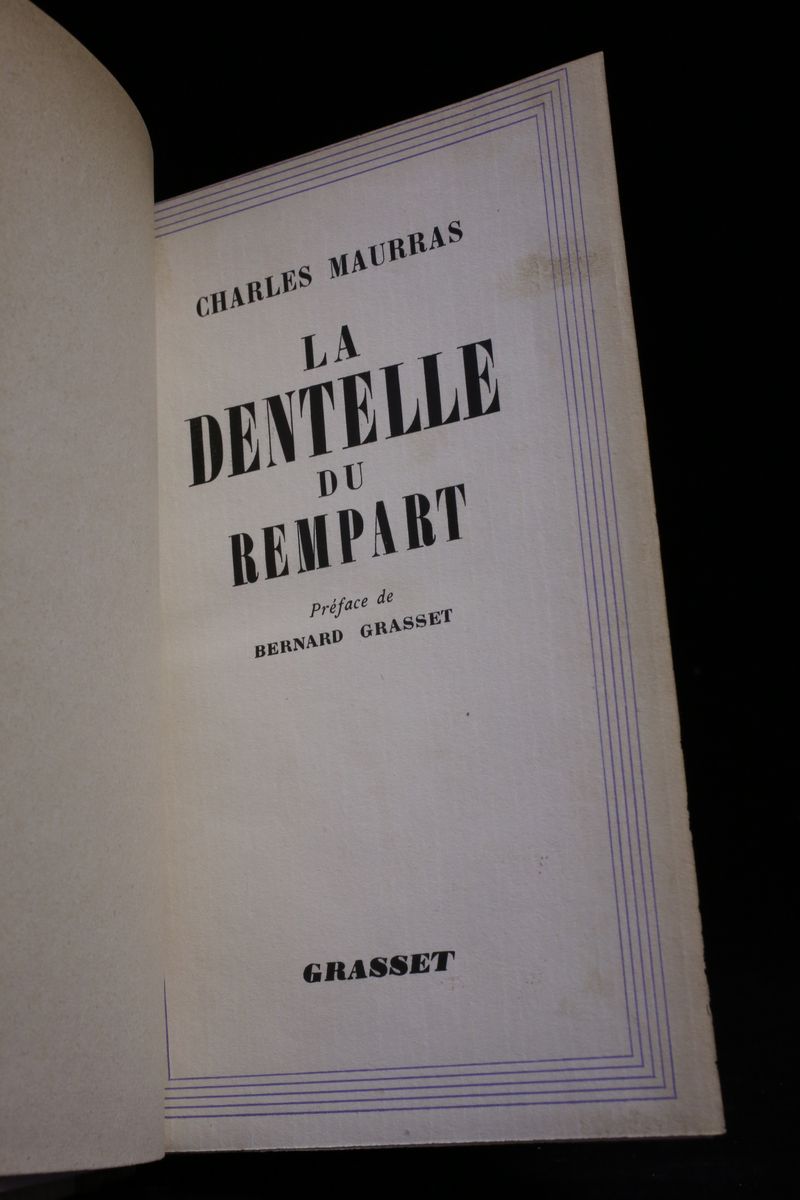 CHARLES MAURRAS
LA
DENTELLE
DU
REMPART
Préface de
BERNARD GRASSET
GRASSET